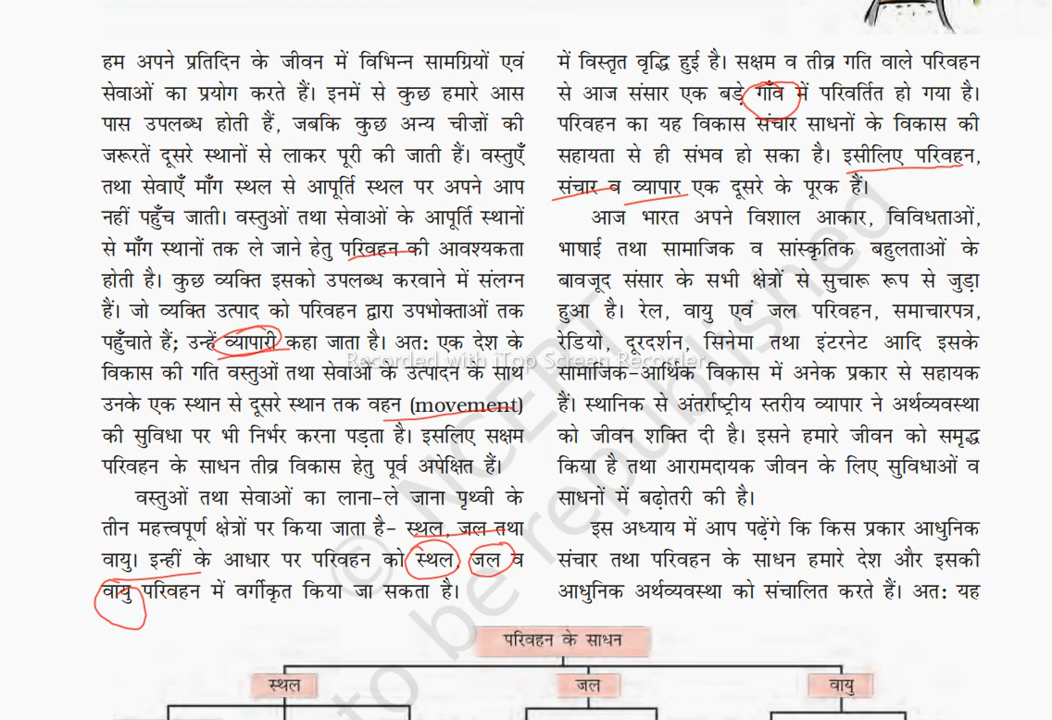 हम अपने प्रतिदिन के जीवन में विभिन्न सामग्रियों एवं
सेवाओं का प्रयोग करते हैं। इनमें से कुछ हमारे आस
पास उपलब्ध होती हैं, जबकि कुछ अन्य चीज़ों की
जरूरतें दूसरे स्थानों से लाकर पूरी की जाती हैं। वस्तुएँ
तथा सेवाएँ माँग स्थल से आपूर्ति स्थल पर अपने आप
नहीं पहुँच जाती। वस्तुओं तथा सेवाओं के आपूर्ति स्थानों
से माँग स्थानों तक ले जाने हेतु परिवहन की आवश्यकता
होती है। कुछ व्यक्ति इसको उपलब्ध करवाने में संलग्न
हैं। जो व्यक्ति उत्पाद को परिवहन द्वारा उपभोक्ताओं तक
पहुँचाते हैं; उन्हें व्यापारी कहा जाता है। अत: एक देश के
विकास की गति वस्तुओं तथा सेवाओं के उत्पादन के साथ
उनके एक स्थान से दूसरे स्थान तक वहन (movement)
की सुविधा पर भी निर्भर करना पड़ता है। इसलिए सक्षम
परिवहन के साधन तीव्र विकास हेतु पूर्व अपेक्षित हैं।
वस्तुओं तथा सेवाओं का लाना-ले जाना पृथ्वी के
तीन महत्त्वपूर्ण क्षेत्रों पर किया जाता है- स्थल, जल तथा
वायु। इन्हीं के आधार पर परिवहन को स्थल, जल व
वायु परिवहन में वर्गीकृत किया जा सकता है।
में विस्तृत वृद्धि हुई है। सक्षम व तीव्र गति वाले परिवहन
से आज संसार एक बड़े गाँव में परिवर्तित हो गया है।
परिवहन का यह विकास संचार साधनों के विकास की
सहायता से ही संभव हो सका है। इसीलिए परिवहन,
संचार व व्यापार एक दूसरे के पूरक हैं।
आज भारत अपने विशाल आकार, विविधताओं,
भाषाई तथा सामाजिक व सांस्कृतिक बहुलताओं के
बावजूद संसार के सभी क्षेत्रों से सुचारू रूप से जुड़ा
हुआ है। रेल, वायु एवं जल परिवहन, समाचारपत्र,
रेडियो, दूरदर्शन, सिनेमा तथा इंटरनेट आदि इसके
सामाजिक-आर्थिक विकास में अनेक प्रकार से सहायक
हैं। स्थानिक से अंतर्राष्ट्रीय स्तरीय व्यापार ने अर्थव्यवस्था
को जीवन शक्ति दी है। इसने हमारे जीवन को समृद्ध
किया है तथा आरामदायक जीवन के लिए सुविधाओं व
साधनों में बढ़ोतरी की है।
इस अध्याय में आप पढ़ेंगे कि किस प्रकार आधुनिक
संचार तथा परिवहन के साधन हमारे देश और इसकी
आधुनिक अर्थव्यवस्था को संचालित करते हैं। अत: यह
Recorded with iTop Screen Recorder
© NCERT
to be republished
परिवहन के साधन
स्थल
जल
वायु